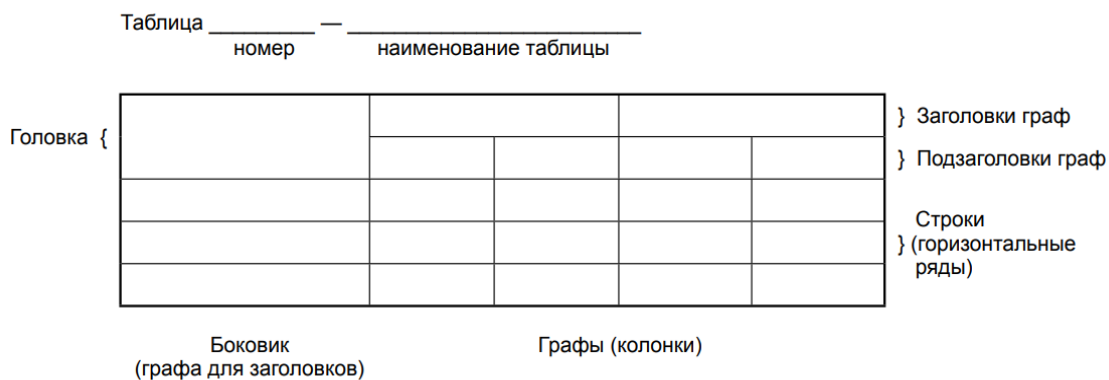 Таблица _________ — _________________________
номер наименование таблицы
Головка { } Заголовки граф
} Подзаголовки граф
Строки
} (горизонтальные
ряды)
Боковик Графы (колонки)
(графа для заголовков)